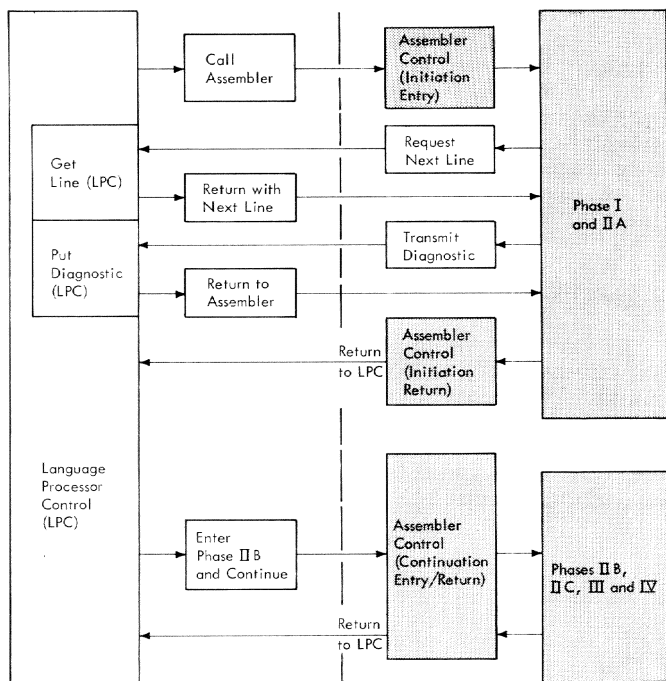 Call
Assembler
Assembler
Control
(Initiation
Entry)
Get
Line (LPC)
Request
Next Line
Return with
Next Line
Phase I
and II A
Put
Diagnostic
(LPC)
Transmit
Diagnostic
Return to
Assembler
Return
to LPC
Assembler
Control
(Initiation
Return)
Language
Processor
Control
(LPC)
Enter
Phase II B
and Continue
Assembler
Control
(Continuation
Entry/Return)
Phases II B,
II C, III and IV
Return
to LPC